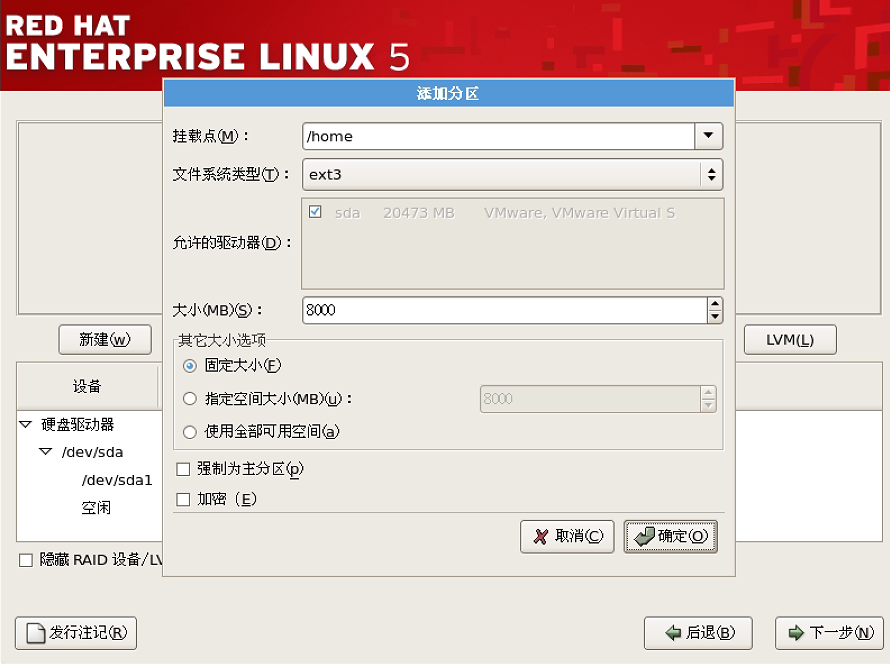 RED HAT
ENTERPRISE LINUX 5
添加分区
挂载点(M)：
/home
文件系统类型(T)：
ext3
允许的驱动器(D)：
sda 20473 MB VMware, VMware Virtual S
大小(MB)(S)：
8000
其它大小选项
固定大小(F)
指定空间大小(MB)(u)：
8000
使用全部可用空间(a)
强制为主分区(p)
加密（E）
取消(C)
确定(O)
新建(w)
LVM(L)
设备
硬盘驱动器
/dev/sda
/dev/sda1
空闲
隐藏 RAID 设备/LV
发行注记(R)
后退(B)
下一步(N)